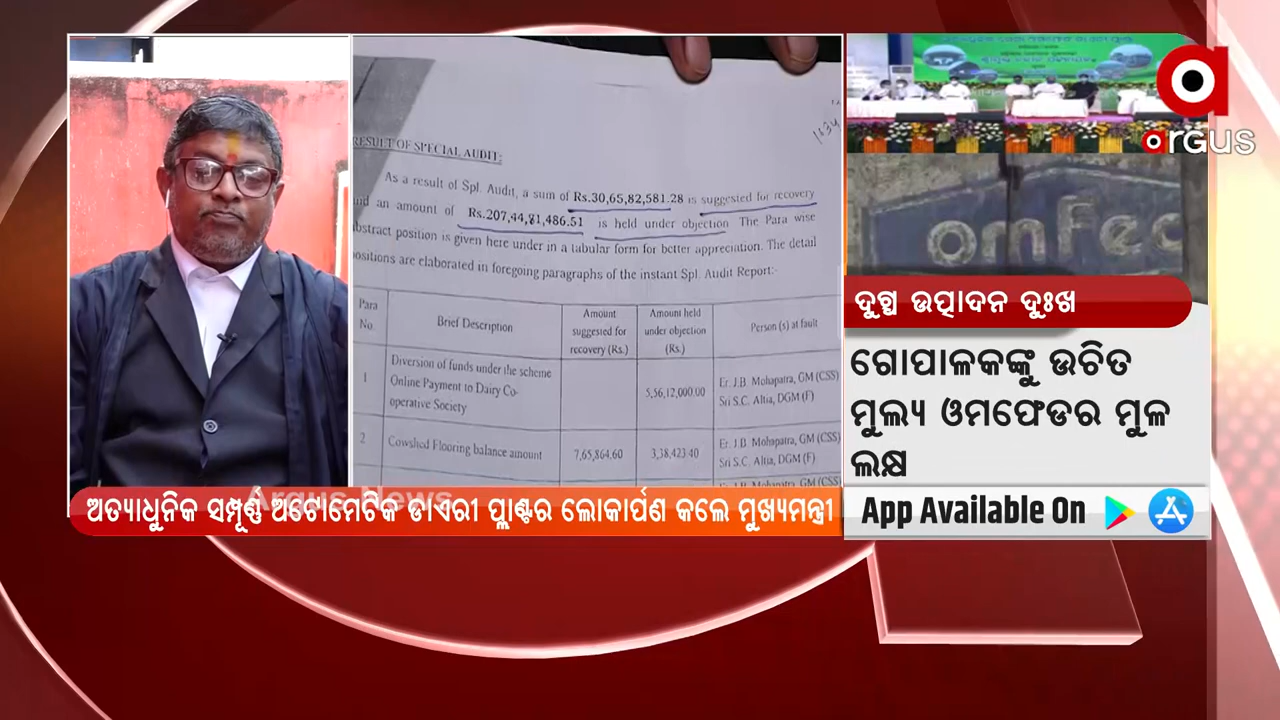 RESULT OF SPECIAL AUDIT:
As a result of Spl. Audit, a sum of Rs.30,65,82,581.28 is suggested for recovery
and an amount of Rs.207,44,81,486.51 is held under objection The Para wise
abstract position is given here under in a tabular form for better appreciation. The detail
positions are elaborated in foregoing paragraphs of the instant Spl. Audit Report:-
Para No. Brief Description Amount suggested for recovery (Rs.) Amount held under objection (Rs.) Person (s) at fault
1 Diversion of funds under the scheme Online Payment to Dairy Co-operative Society 5,56,12,000.00 Er. J.B. Mohapatra, GM (CSS) Sri S.C. Altia, DGM (F)
2 Cowshed Flooring balance amount 7,65,864.60 3,38,423.40 Er. J.B. Mohapatra, GM (CSS) Sri S.C. Altia, DGM (F)
Argus News
ଅତ୍ୟାଧୁନିକ ସମ୍ପୂର୍ଣ୍ଣ ଅଟୋମେଟିକ ଡାଏରୀ ପ୍ଲାଣ୍ଟର ଲୋକାର୍ପଣ କଲେ ମୁଖ୍ୟମନ୍ତ୍ରୀ
argus
omfed
ଦୁଗ୍ଧ ଉତ୍ପାଦନ ଦୁଃଖ
ଗୋପାଳକଙ୍କୁ ଉଚିତ
ମୁଲ୍ୟ ଓମଫେଡର ମୁଳ
ଲକ୍ଷ
App Available On